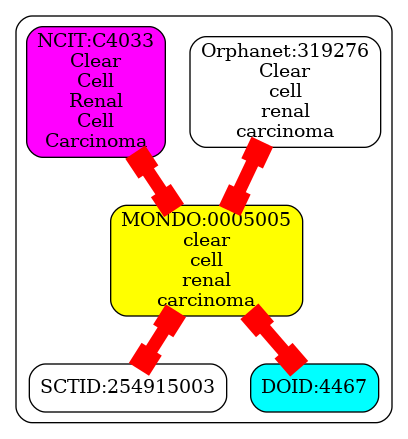 NCIT:C4033
Clear
Cell
Renal
Cell
Carcinoma
Orphanet:319276
Clear
cell
renal
carcinoma
MONDO:0005005
clear
cell
renal
carcinoma
SCTID:254915003
DOID:4467